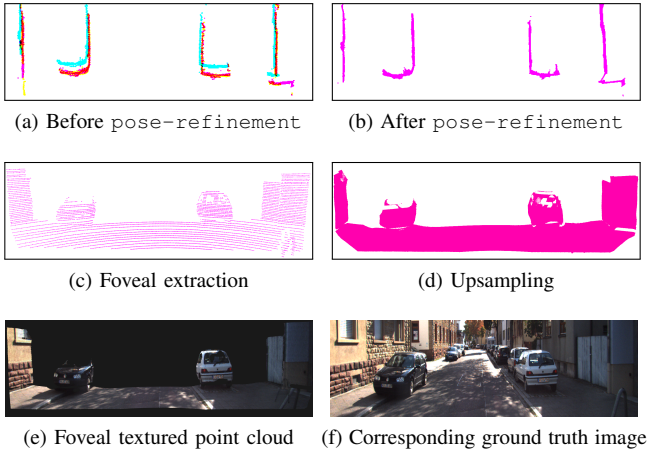 (a) Before pose-refinement
(b) After pose-refinement
(c) Foveal extraction
(d) Upsampling
(e) Foveal textured point cloud
(f) Corresponding ground truth image